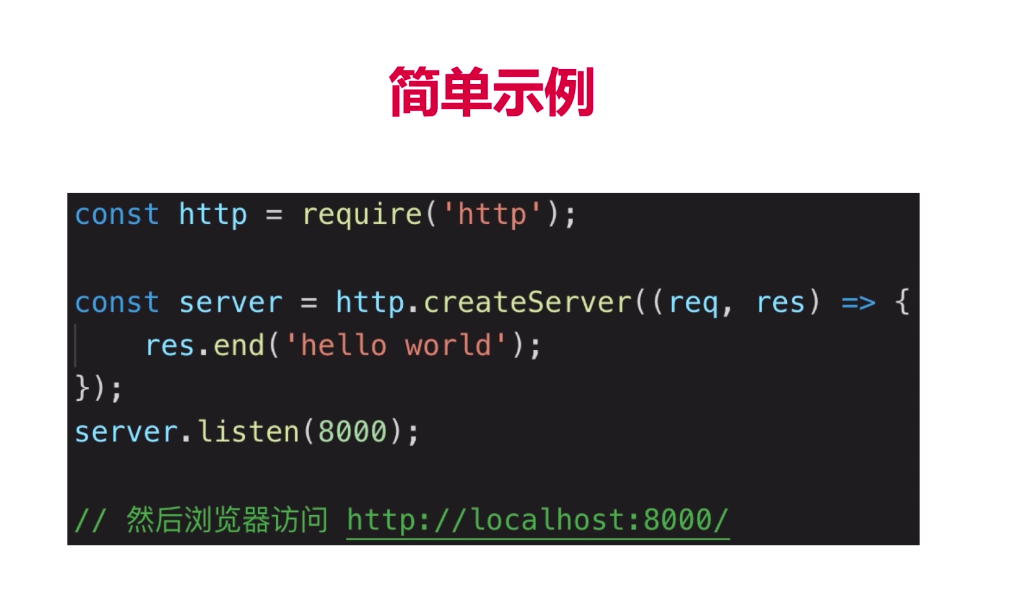 简单示例
const http = require('http');
const server = http.createServer((req, res) => {
    res.end('hello world');
});
server.listen(8000);
// 然后浏览器访问 http://localhost:8000/